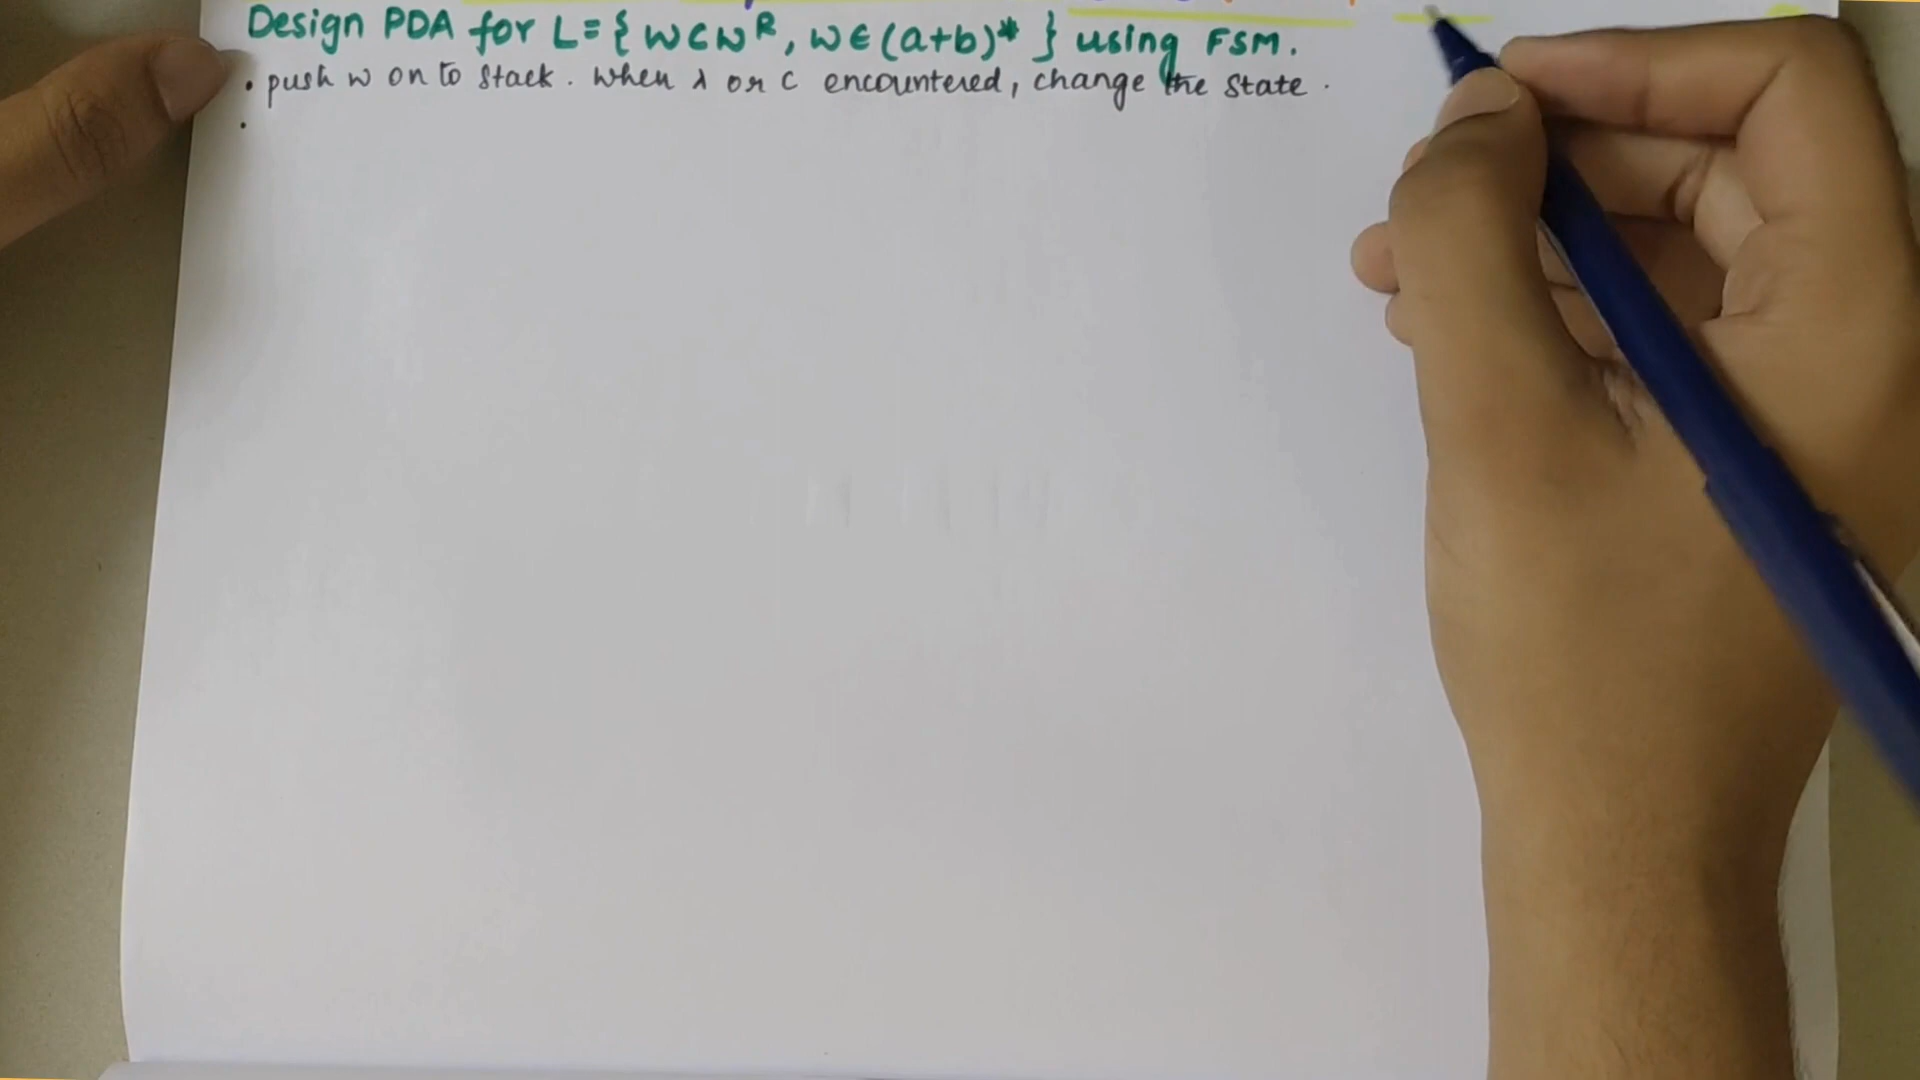 Design PDA for L={ wcwᴿ, w∈(a+b)* } using FSM.
• push w on to stack. when λ or c encountered, change the state.
•